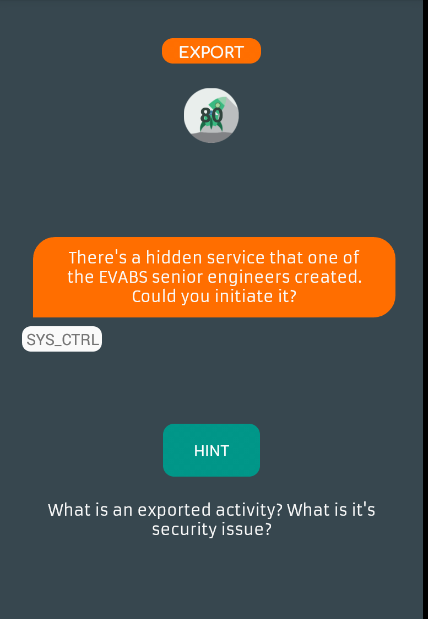 EXPORT
80
There's a hidden service that one of
the EVABS senior engineers created.
Could you initiate it?
SYS_CTRL
HINT
What is an exported activity? What is it's
security issue?